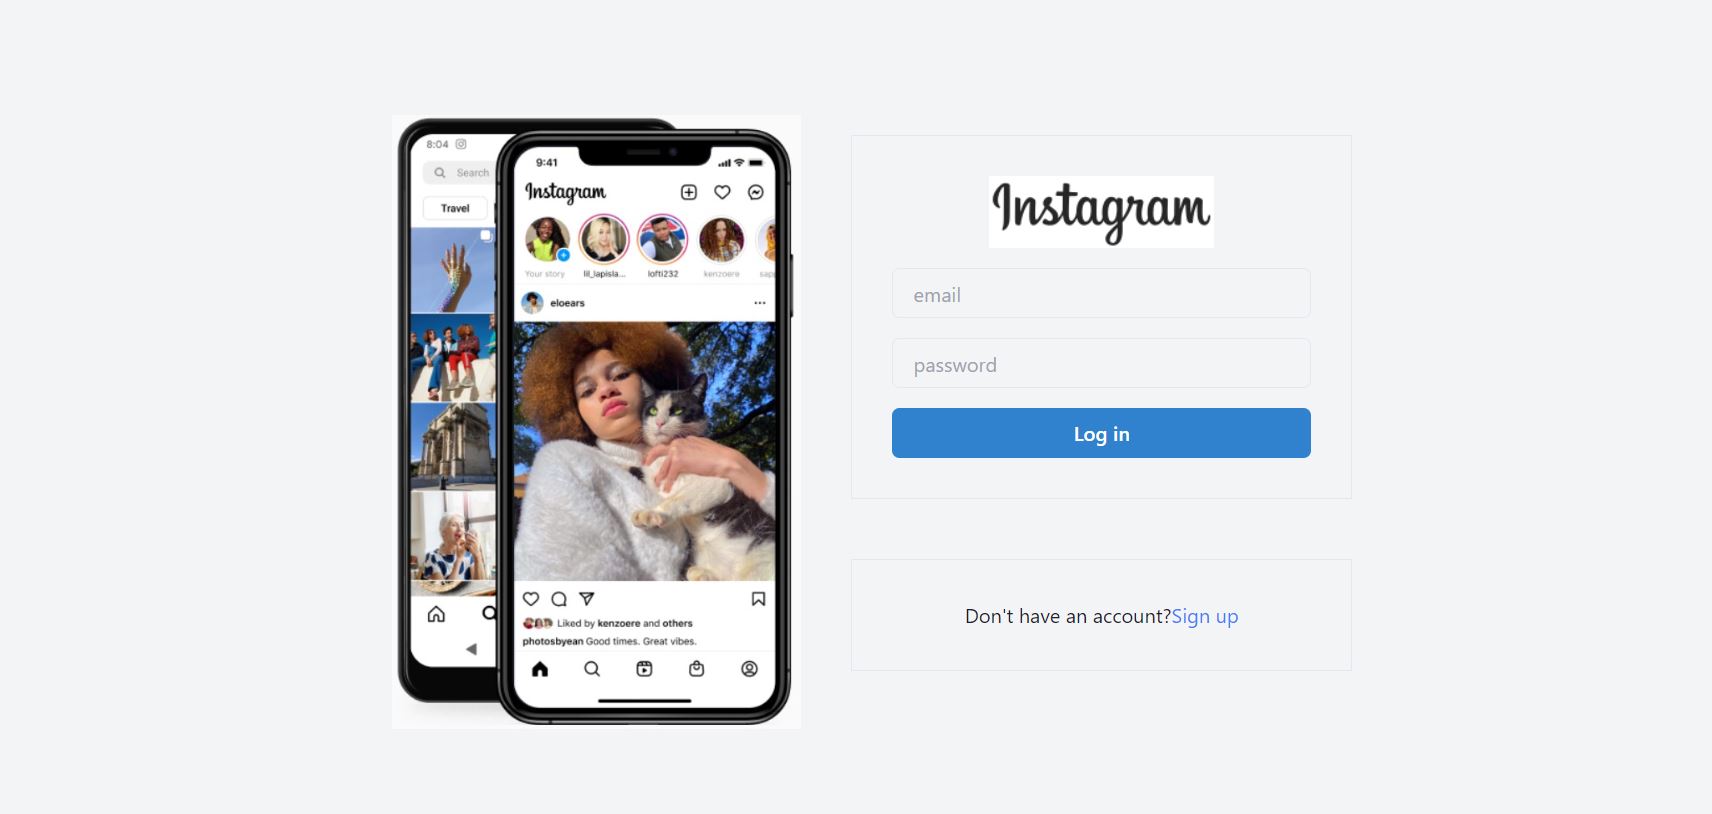 8:04
Search
Travel
9:41
Instagram
Your story
lil_lapisla...
lofti232
kenzoere
sap
eloears
Liked by kenzoere and others
photosbyean Good times. Great vibes.
Instagram
email
password
Log in
Don't have an account?Sign up